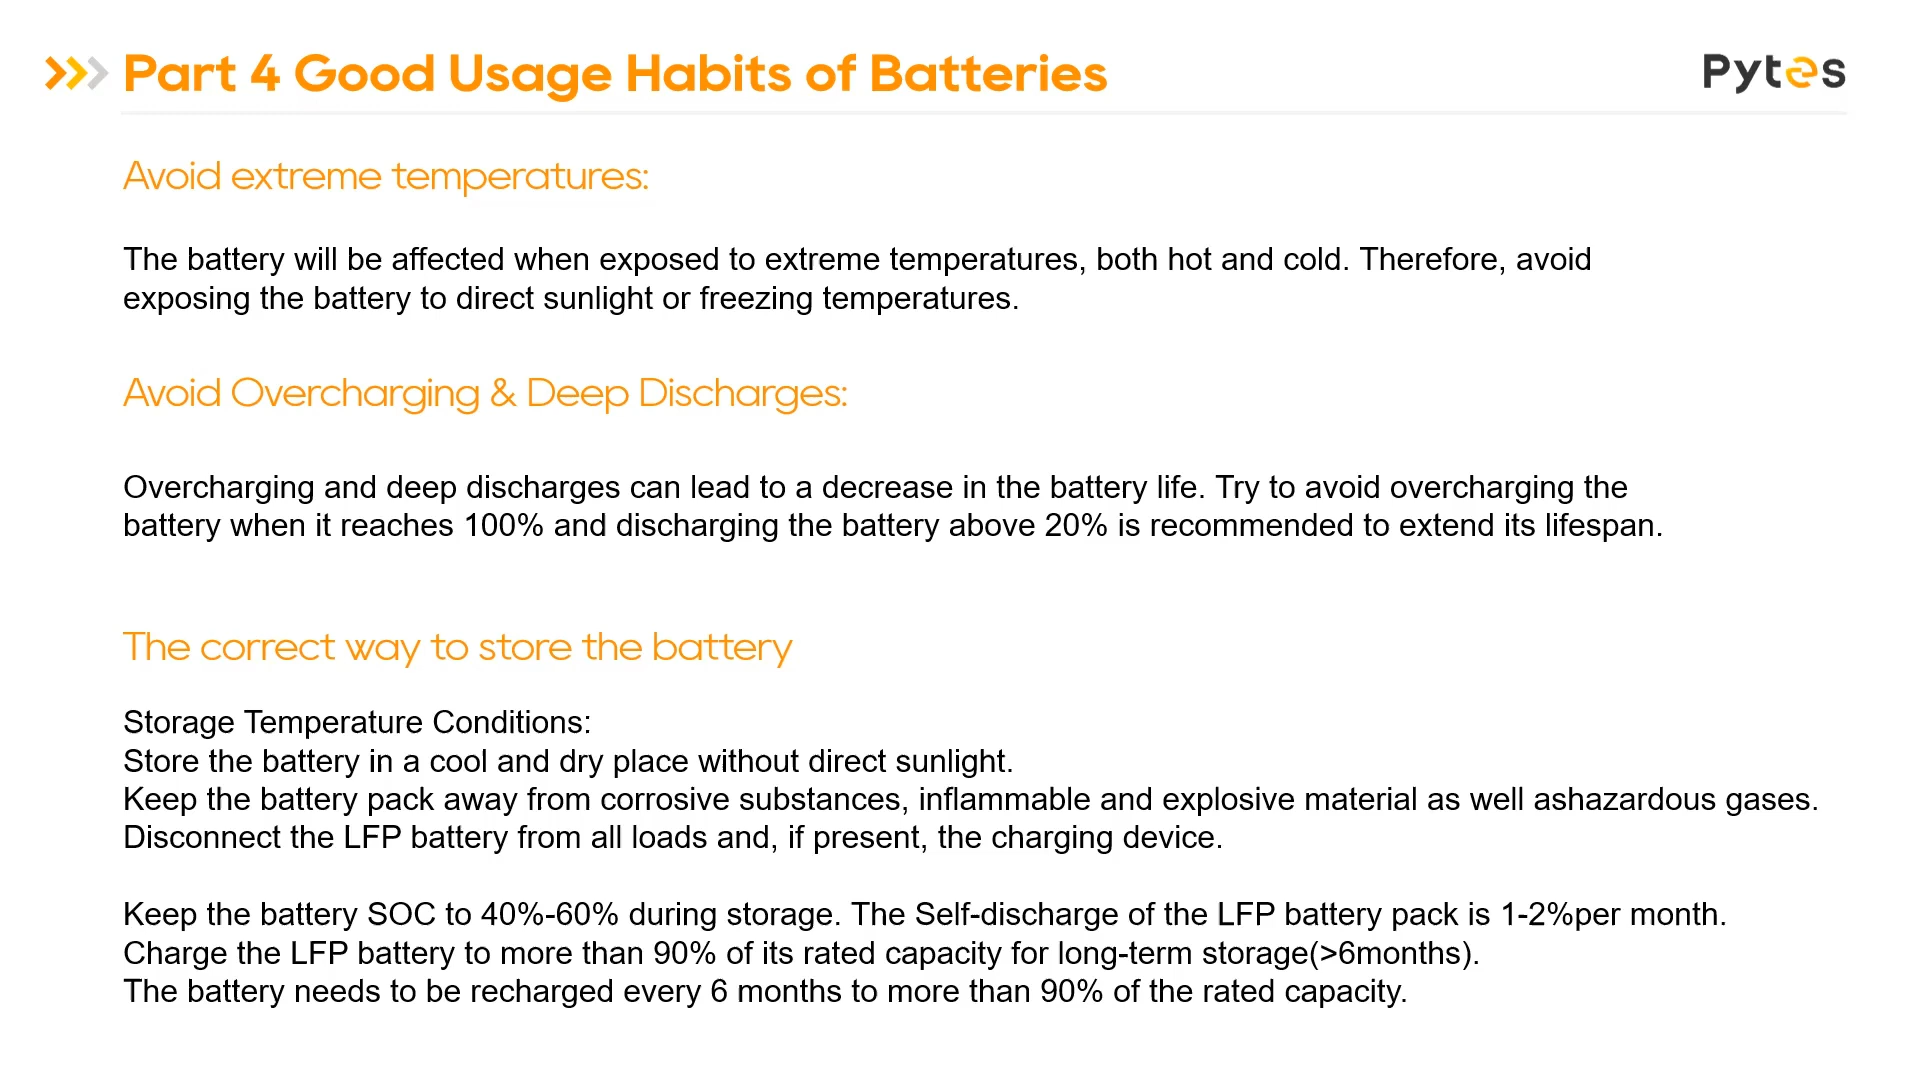 Part 4 Good Usage Habits of Batteries
Pytes
Avoid extreme temperatures:
The battery will be affected when exposed to extreme temperatures, both hot and cold. Therefore, avoid
exposing the battery to direct sunlight or freezing temperatures.
Avoid Overcharging & Deep Discharges:
Overcharging and deep discharges can lead to a decrease in the battery life. Try to avoid overcharging the
battery when it reaches 100% and discharging the battery above 20% is recommended to extend its lifespan.
The correct way to store the battery
Storage Temperature Conditions:
Store the battery in a cool and dry place without direct sunlight.
Keep the battery pack away from corrosive substances, inflammable and explosive material as well ashazardous gases.
Disconnect the LFP battery from all loads and, if present, the charging device.
Keep the battery SOC to 40%-60% during storage. The Self-discharge of the LFP battery pack is 1-2%per month.
Charge the LFP battery to more than 90% of its rated capacity for long-term storage(>6months).
The battery needs to be recharged every 6 months to more than 90% of the rated capacity.